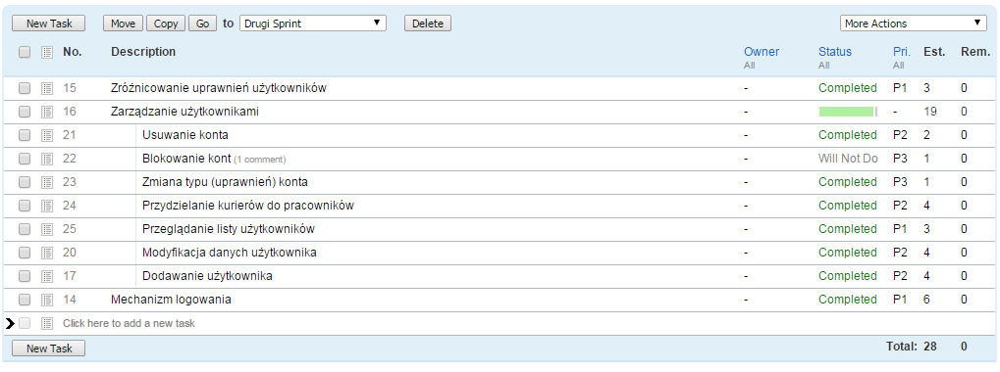 New Task Move Copy Go to Drugi Sprint Delete More Actions
No. Description Owner Status Pri. Est. Rem.
All All All
15 Zróżnicowanie uprawnień użytkowników - Completed P1 3 0
16 Zarządzanie użytkownikami - - 19 0
21 Usuwanie konta - Completed P2 2 0
22 Blokowanie kont (1 comment) - Will Not Do P3 1 0
23 Zmiana typu (uprawnień) konta - Completed P3 1 0
24 Przydzielanie kurierów do pracowników - Completed P2 4 0
25 Przeglądanie listy użytkowników - Completed P1 3 0
20 Modyfikacja danych użytkownika - Completed P2 4 0
17 Dodawanie użytkownika - Completed P2 4 0
14 Mechanizm logowania - Completed P1 6 0
Click here to add a new task
New Task Total: 28 0